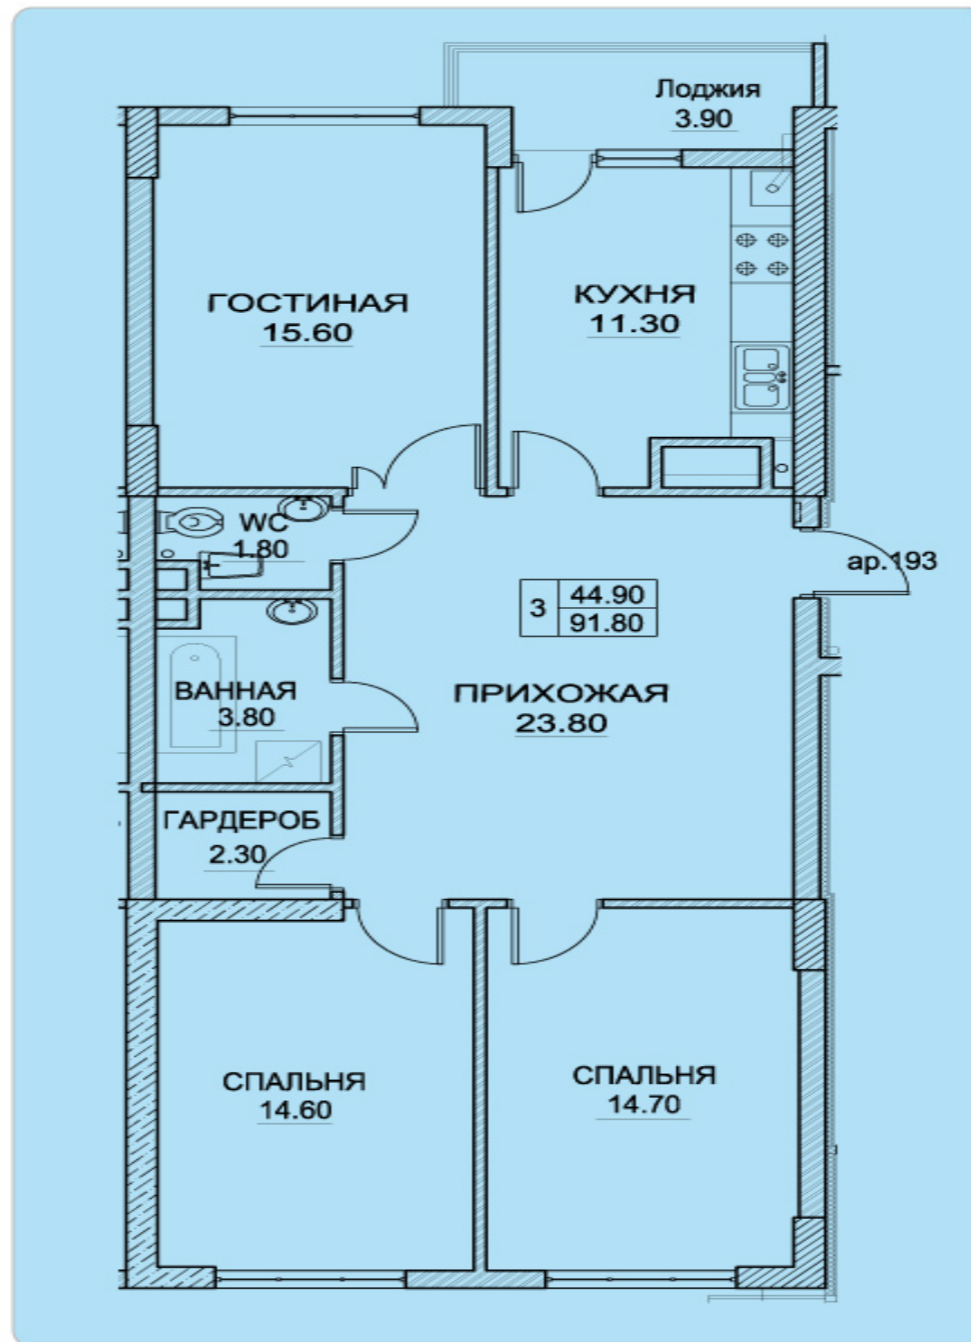 Лоджия
3.90
ГОСТИНАЯ
15.60
КУХНЯ
11.30
WC
1.80
ар.193
3
44.90
91.80
ВАННАЯ
3.80
ПРИХОЖАЯ
23.80
ГАРДЕРОБ
2.30
СПАЛЬНЯ
14.60
СПАЛЬНЯ
14.70